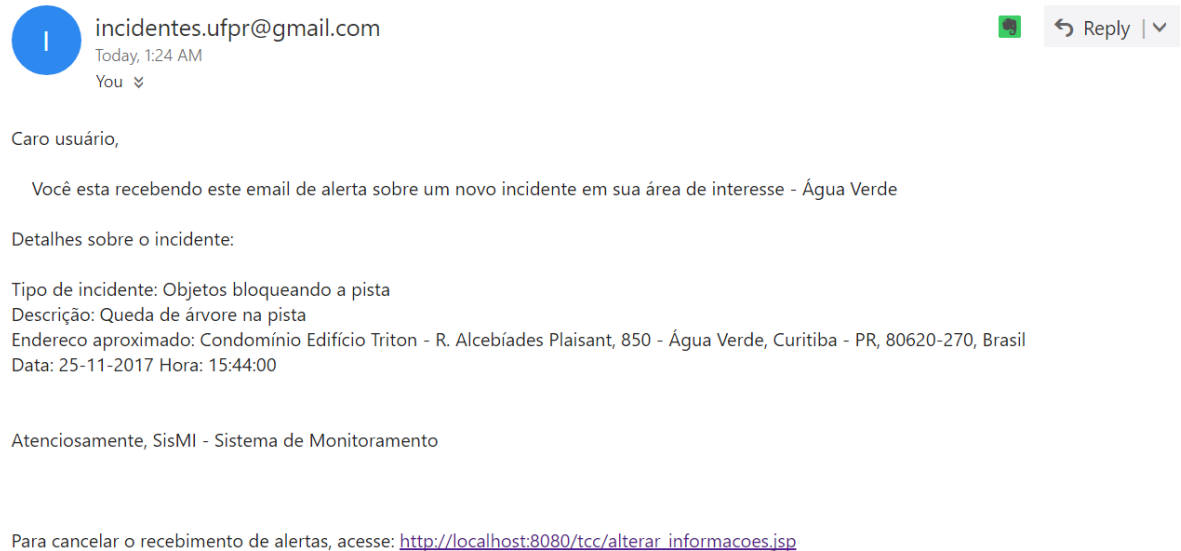 I
incidentes.ufpr@gmail.com
Reply
Today, 1:24 AM
You
Caro usuário,
Você esta recebendo este email de alerta sobre um novo incidente em sua área de interesse - Água Verde
Detalhes sobre o incidente:
Tipo de incidente: Objetos bloqueando a pista
Descrição: Queda de árvore na pista
Endereco aproximado: Condomínio Edifício Triton - R. Alcebíades Plaisant, 850 - Água Verde, Curitiba - PR, 80620-270, Brasil
Data: 25-11-2017 Hora: 15:44:00
Atenciosamente, SisMI - Sistema de Monitoramento
Para cancelar o recebimento de alertas, acesse: http://localhost:8080/tcc/alterar_informacoes.jsp